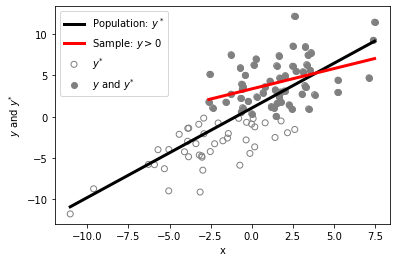 Population: y*
Sample: y > 0
y*
y and y*
y and y*
10
5
0
−5
−10
−10.0 −7.5 −5.0 −2.5 0.0 2.5 5.0 7.5
x